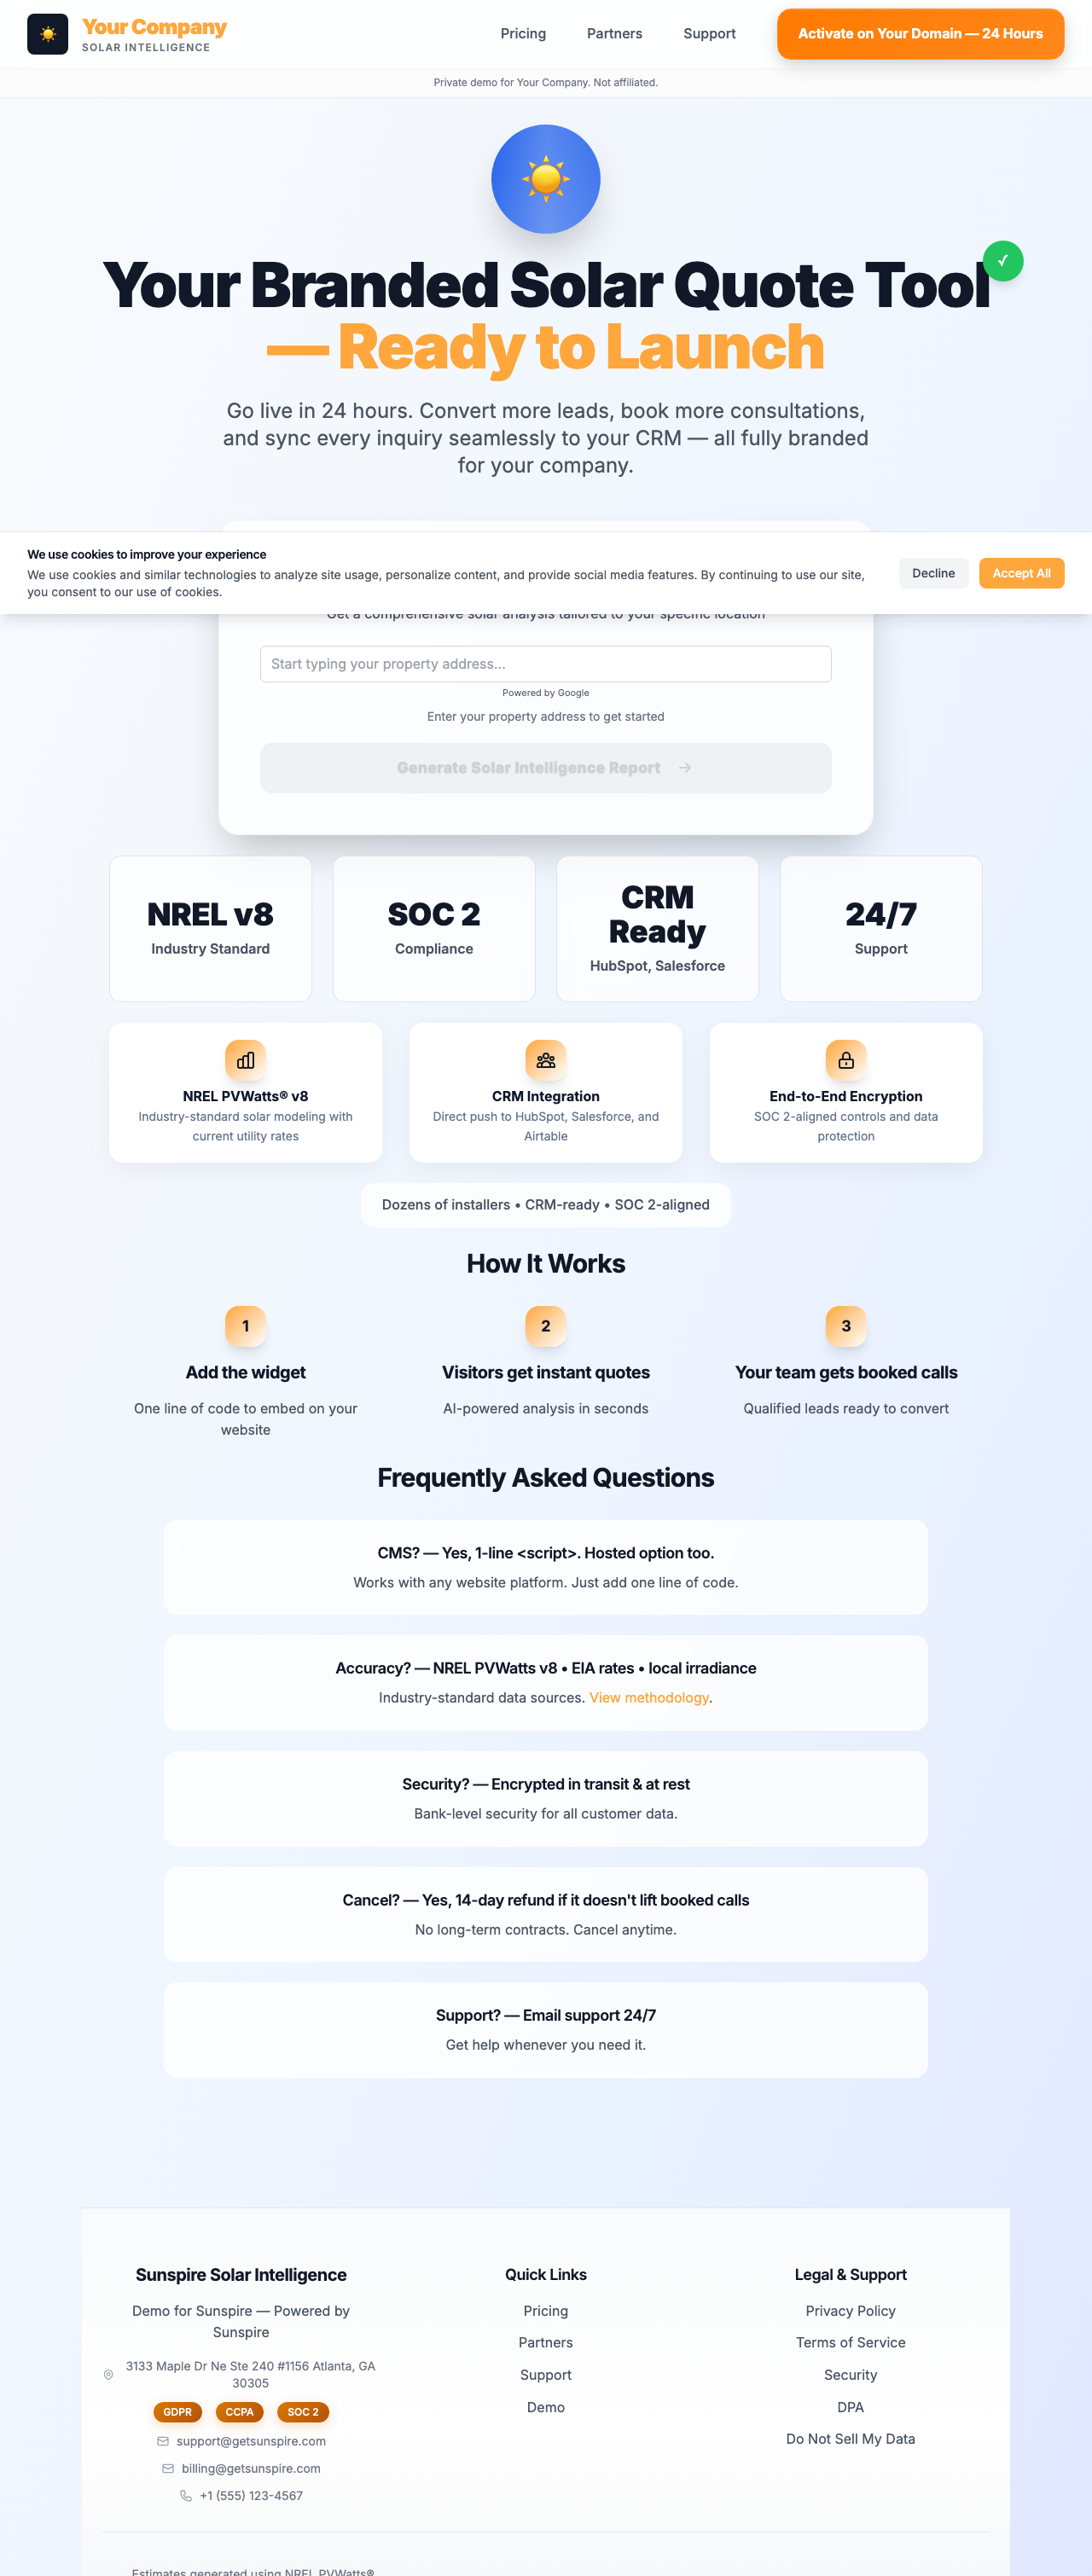 Your Company
SOLAR INTELLIGENCE
Pricing
Partners
Support
Activate on Your Domain — 24 Hours
Private demo for Your Company. Not affiliated.
Your Branded Solar Quote Tool
— Ready to Launch
Go live in 24 hours. Convert more leads, book more consultations,
and sync every inquiry seamlessly to your CRM — all fully branded
for your company.
We use cookies to improve your experience
We use cookies and similar technologies to analyze site usage, personalize content, and provide social media features. By continuing to use our site,
you consent to our use of cookies.
Decline
Accept All
Get a comprehensive solar analysis tailored to your specific location
Start typing your property address...
Powered by Google
Enter your property address to get started
Generate Solar Intelligence Report →
NREL v8
Industry Standard
SOC 2
Compliance
CRM
Ready
HubSpot, Salesforce
24/7
Support
NREL PVWatts® v8
Industry-standard solar modeling with
current utility rates
CRM Integration
Direct push to HubSpot, Salesforce, and
Airtable
End-to-End Encryption
SOC 2-aligned controls and data
protection
Dozens of installers • CRM-ready • SOC 2-aligned
How It Works
1
Add the widget
One line of code to embed on your
website
2
Visitors get instant quotes
AI-powered analysis in seconds
3
Your team gets booked calls
Qualified leads ready to convert
Frequently Asked Questions
CMS? — Yes, 1-line <script>. Hosted option too.
Works with any website platform. Just add one line of code.
Accuracy? — NREL PVWatts v8 • EIA rates • local irradiance
Industry-standard data sources. View methodology.
Security? — Encrypted in transit & at rest
Bank-level security for all customer data.
Cancel? — Yes, 14-day refund if it doesn't lift booked calls
No long-term contracts. Cancel anytime.
Support? — Email support 24/7
Get help whenever you need it.
Sunspire Solar Intelligence
Demo for Sunspire — Powered by
Sunspire
3133 Maple Dr Ne Ste 240 #1156 Atlanta, GA
30305
GDPR
CCPA
SOC 2
support@getsunspire.com
billing@getsunspire.com
+1 (555) 123-4567
Quick Links
Pricing
Partners
Support
Demo
Legal & Support
Privacy Policy
Terms of Service
Security
DPA
Do Not Sell My Data
Estimates generated using NREL PVWatts®